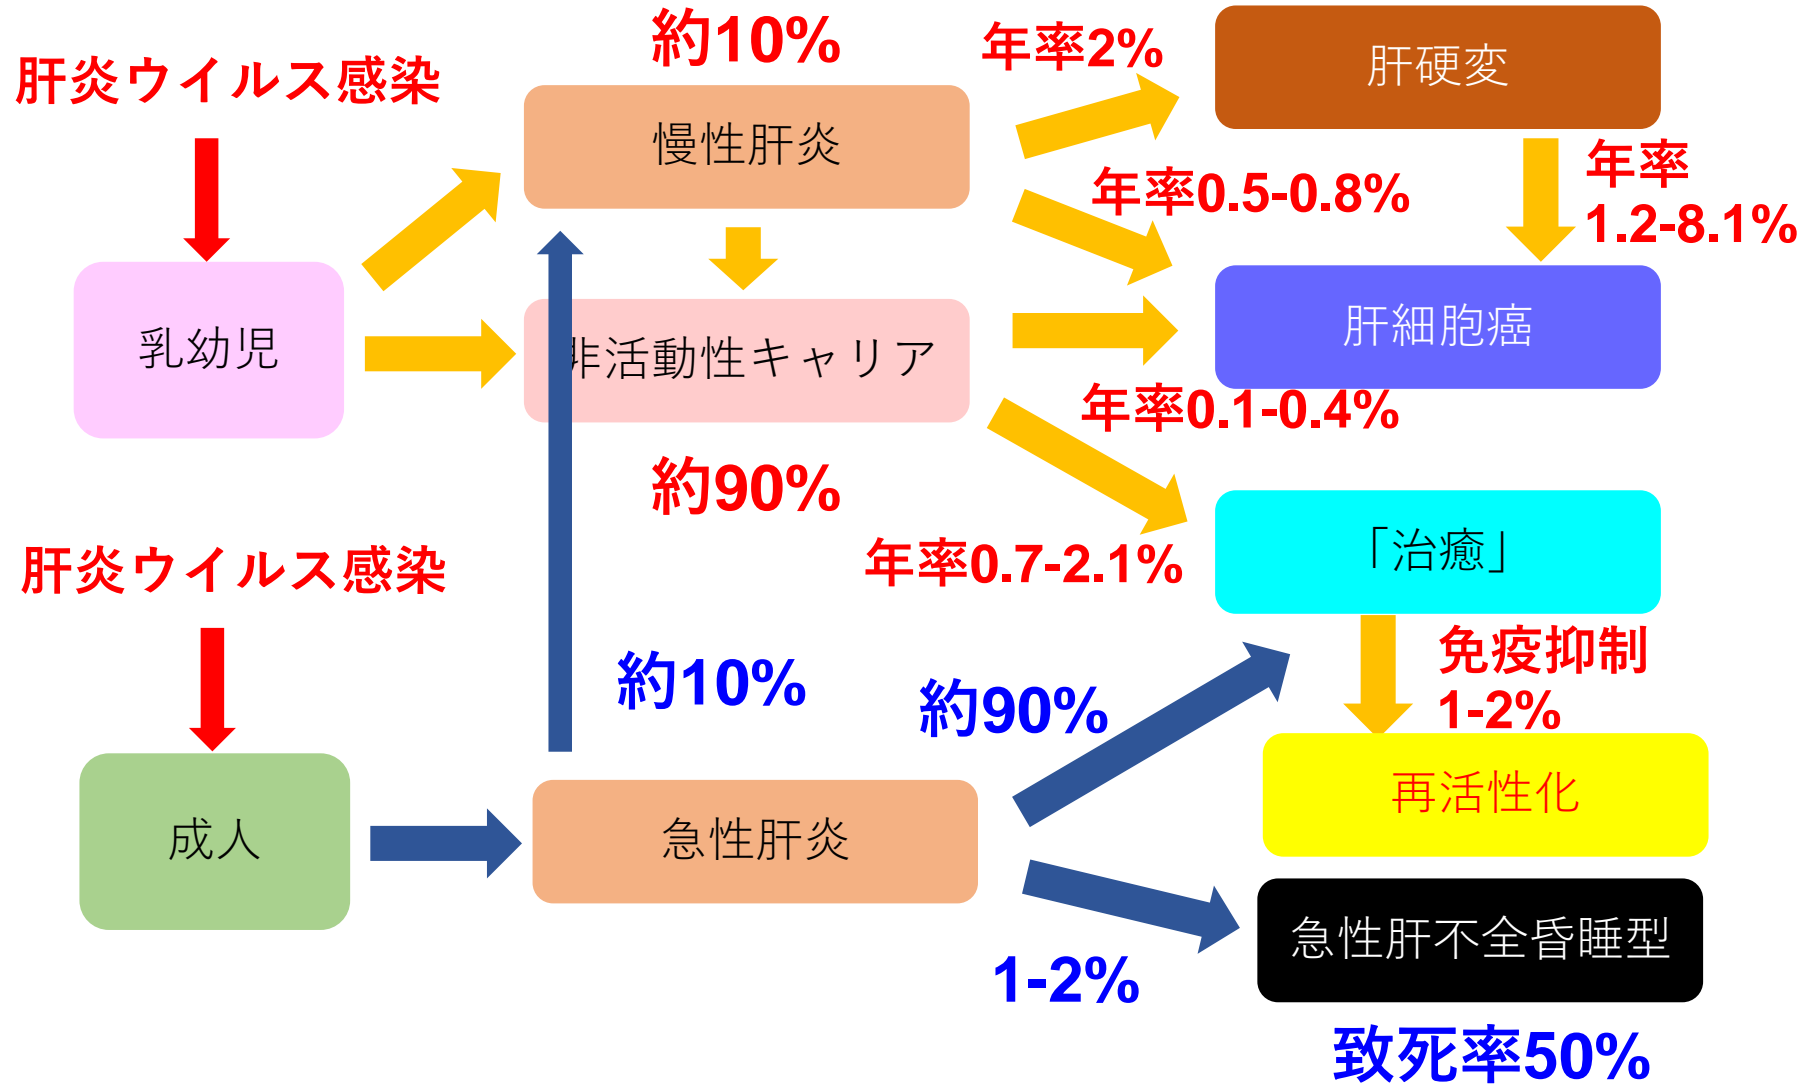 約10%
年率2%
肝硬変
肝炎ウイルス感染
慢性肝炎
年率0.5-0.8%
年率
1.2-8.1%
乳幼児
非活動性キャリア
肝細胞癌
年率0.1-0.4%
約90%
年率0.7-2.1%
「治癒」
肝炎ウイルス感染
約10%
約90%
免疫抑制
1-2%
再活性化
成人
急性肝炎
急性肝不全昏睡型
1-2%
致死率50%